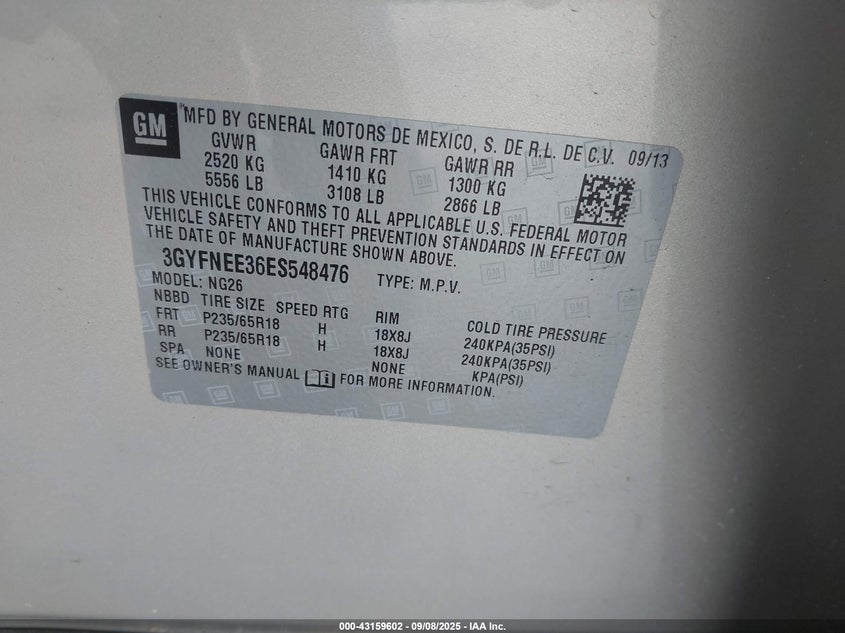 GM
MFD BY GENERAL MOTORS DE MEXICO, S. DE R.L. DE C.V. 09/13
GVWR GAWR FRT GAWR RR
2520 KG 1410 KG 1300 KG
5556 LB 3108 LB 2866 LB
THIS VEHICLE CONFORMS TO ALL APPLICABLE U.S. FEDERAL MOTOR
VEHICLE SAFETY AND THEFT PREVENTION STANDARDS IN EFFECT ON
THE DATE OF MANUFACTURE SHOWN ABOVE.
3GYFNEE36ES548476 TYPE: M.P.V.
MODEL: NG26
NBBD TIRE SIZE SPEED RTG RIM COLD TIRE PRESSURE
FRT P235/65R18 H 18X8J 240KPA(35PSI)
RR P235/65R18 H 18X8J 240KPA(35PSI)
SPA NONE NONE KPA(PSI)
SEE OWNER'S MANUAL FOR MORE INFORMATION.
000-43159602 - 09/08/2025 - IAA Inc.